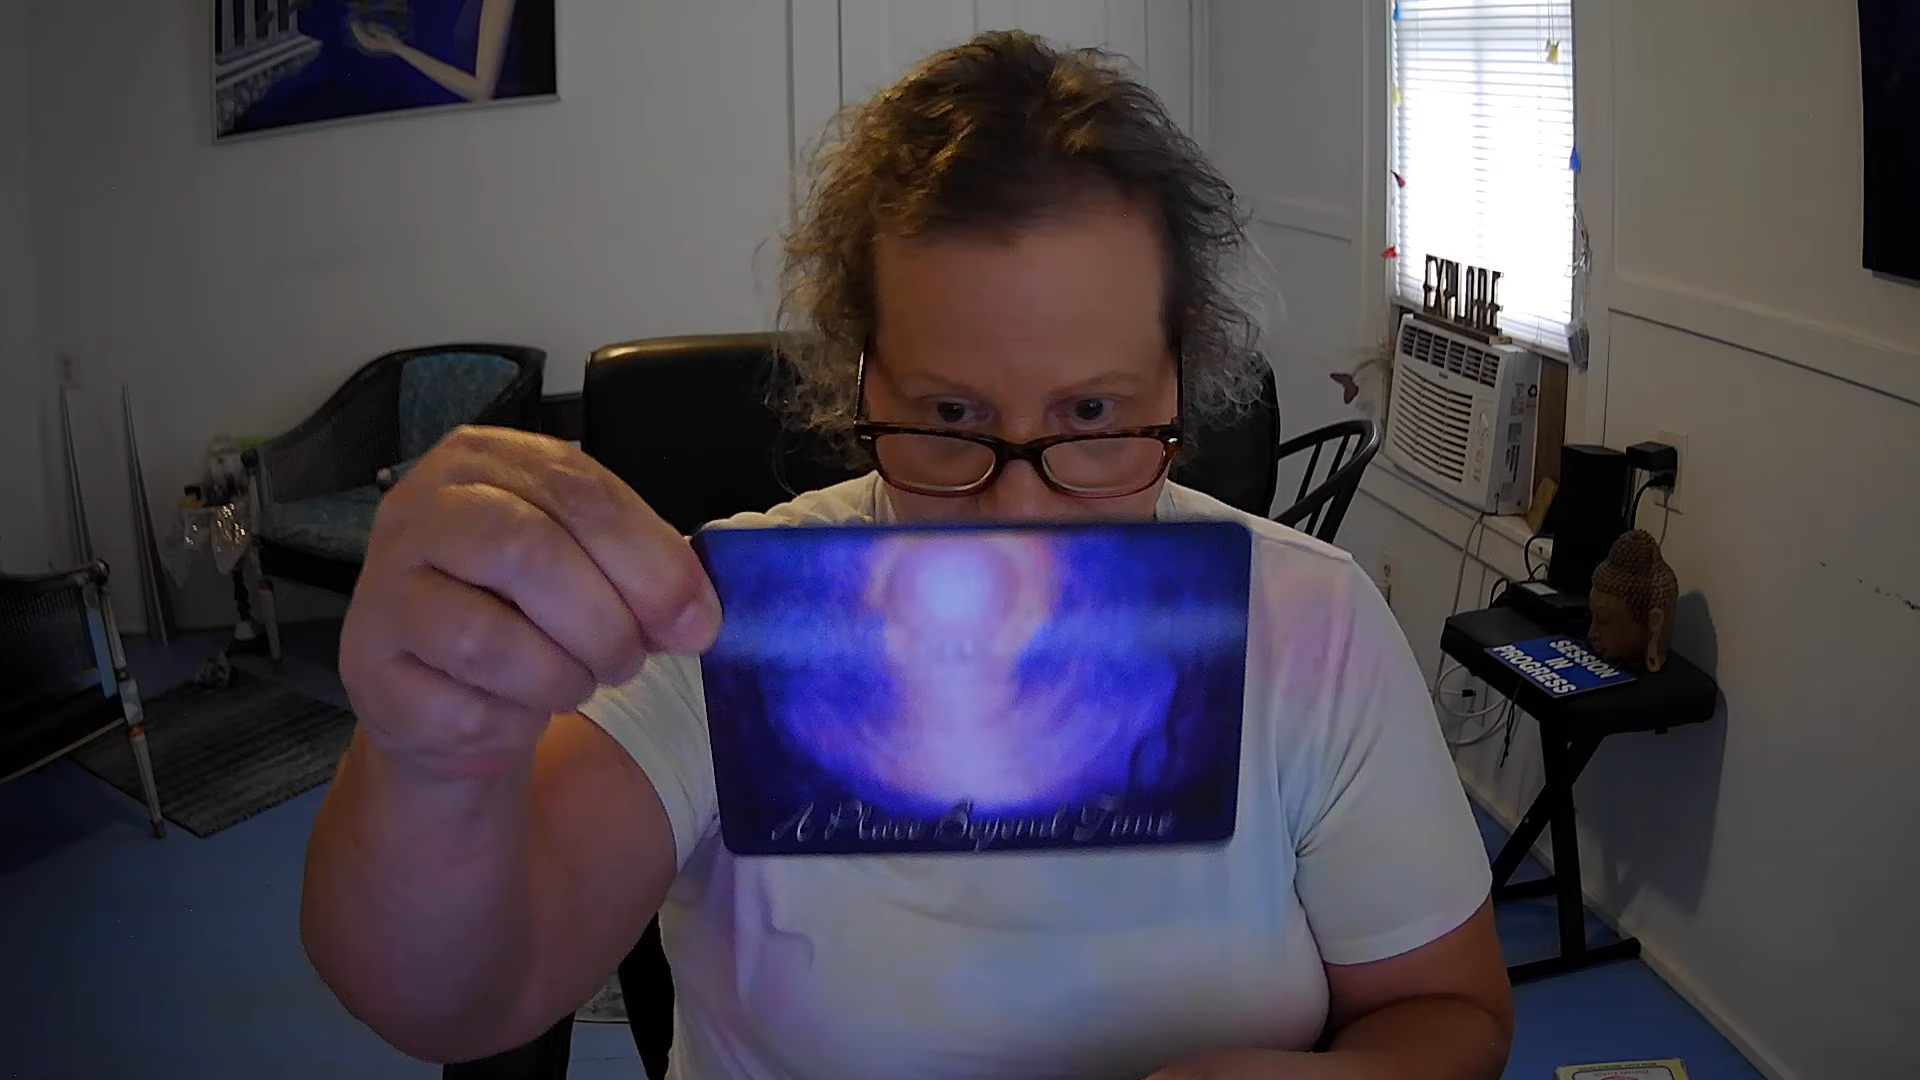 EXPLORE
SESSION
IN
PROGRESS
A Place Beyond Time